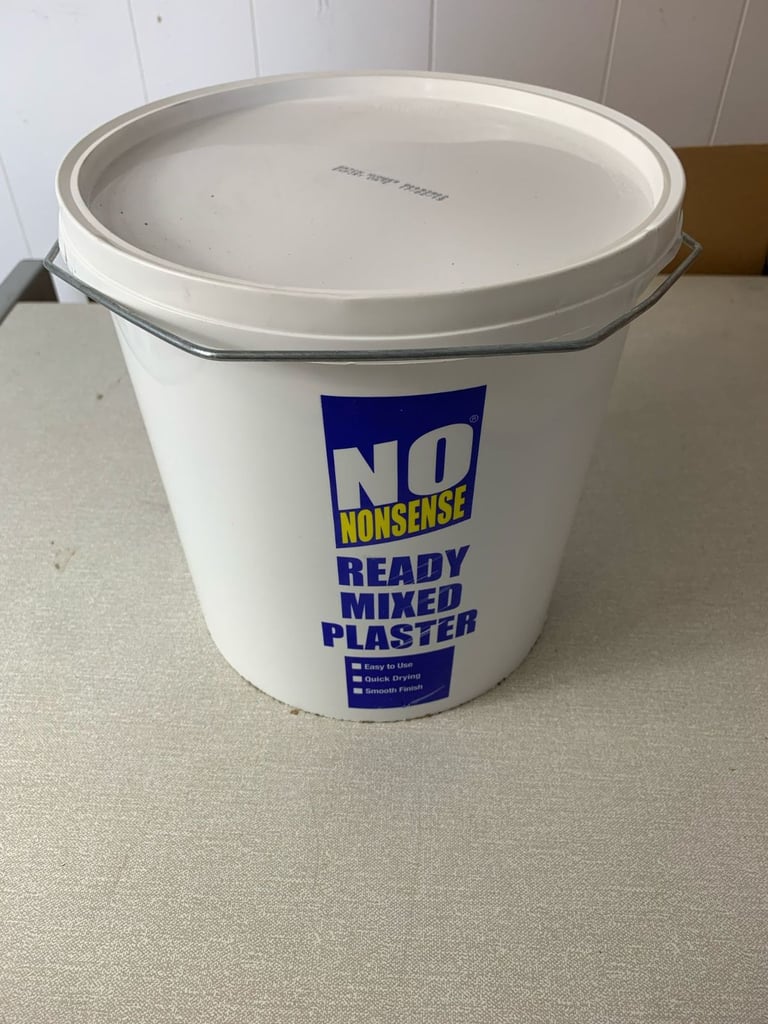 NO
®
NONSENSE
READY
MIXED
PLASTER
Easy to Use
Quick Drying
Smooth Finish